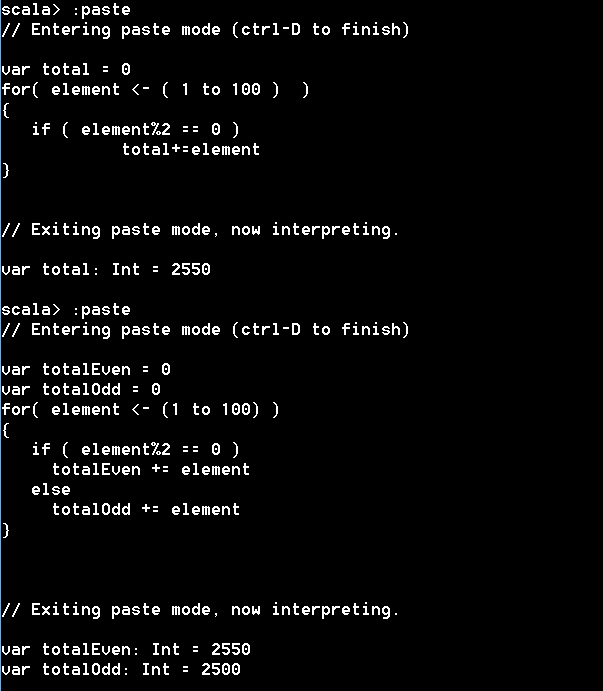 scala> :paste
// Entering paste mode (ctrl-D to finish)
var total = 0
for( element <- ( 1 to 100 )  )
{
   if ( element%2 == 0 )
            total+=element
}
// Exiting paste mode, now interpreting.
var total: Int = 2550
scala> :paste
// Entering paste mode (ctrl-D to finish)
var totalEven = 0
var totalOdd = 0
for( element <- (1 to 100) )
{
   if ( element%2 == 0 )
     totalEven += element
   else
     totalOdd += element
}
// Exiting paste mode, now interpreting.
var totalEven: Int = 2550
var totalOdd: Int = 2500